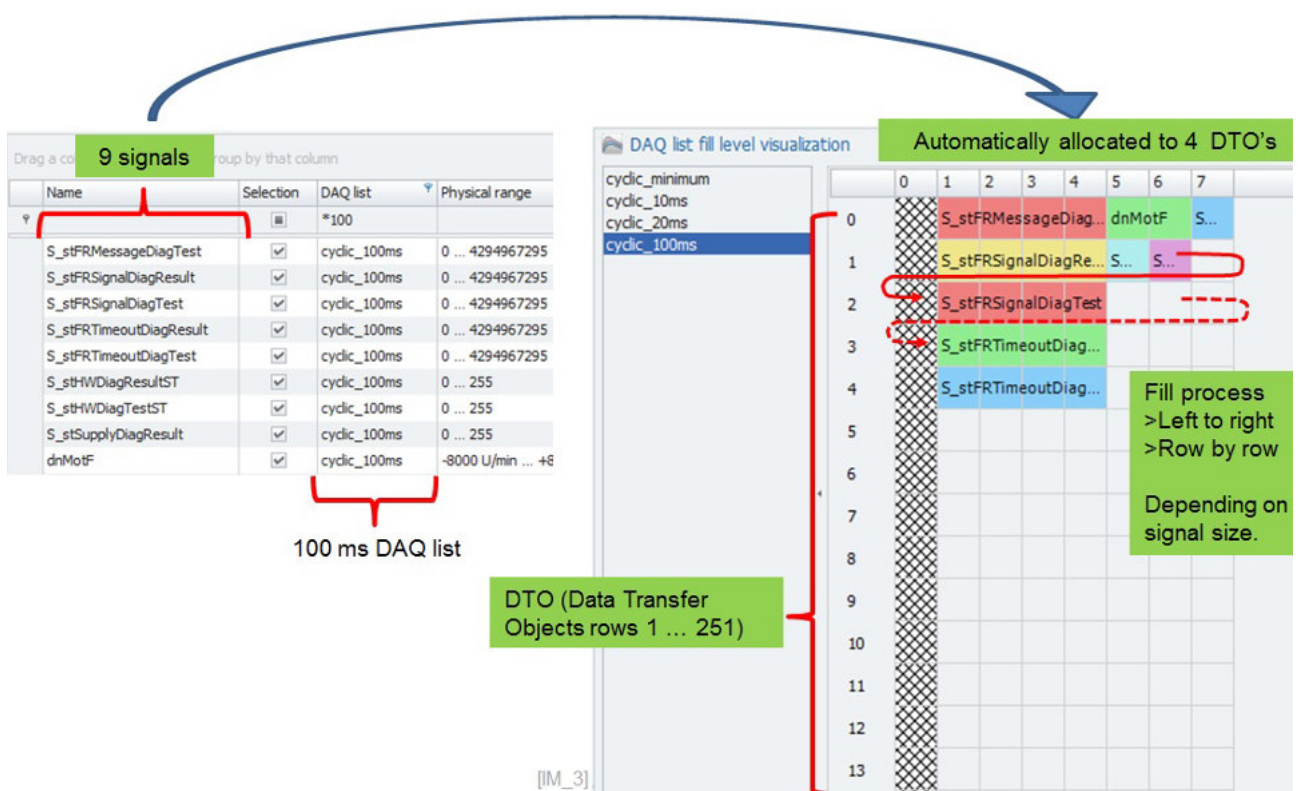 9 signals
Drag a co roup by that column
Name Selection DAQ list Physical range
*100
S_stFRMessageDiagTest cyclic_100ms 0 ... 4294967295
S_stFRSignalDiagResult cyclic_100ms 0 ... 4294967295
S_stFRSignalDiagTest cyclic_100ms 0 ... 4294967295
S_stFRTimeoutDiagResult cyclic_100ms 0 ... 4294967295
S_stFRTimeoutDiagTest cyclic_100ms 0 ... 4294967295
S_stHWDiagResultST cyclic_100ms 0 ... 255
S_stHWDiagTestST cyclic_100ms 0 ... 255
S_stSupplyDiagResult cyclic_100ms 0 ... 255
dnMotF cyclic_100ms -8000 U/min ... +8
100 ms DAQ list
DAQ list fill level visualization
Automatically allocated to 4 DTO's
cyclic_minimum
cyclic_10ms
cyclic_20ms
cyclic_100ms
0 1 2 3 4 5 6 7
0 S_stFRMessageDiag... dnMotF S...
1 S_stFRSignalDiagRe... S... S...
2 S_stFRSignalDiagTest
3 S_stFRTimeoutDiag...
4 S_stFRTimeoutDiag...
5
6
7
8
9
10
11
12
13
Fill process
>Left to right
>Row by row
Depending on
signal size.
DTO (Data Transfer
Objects rows 1 ... 251)
[IM_3]